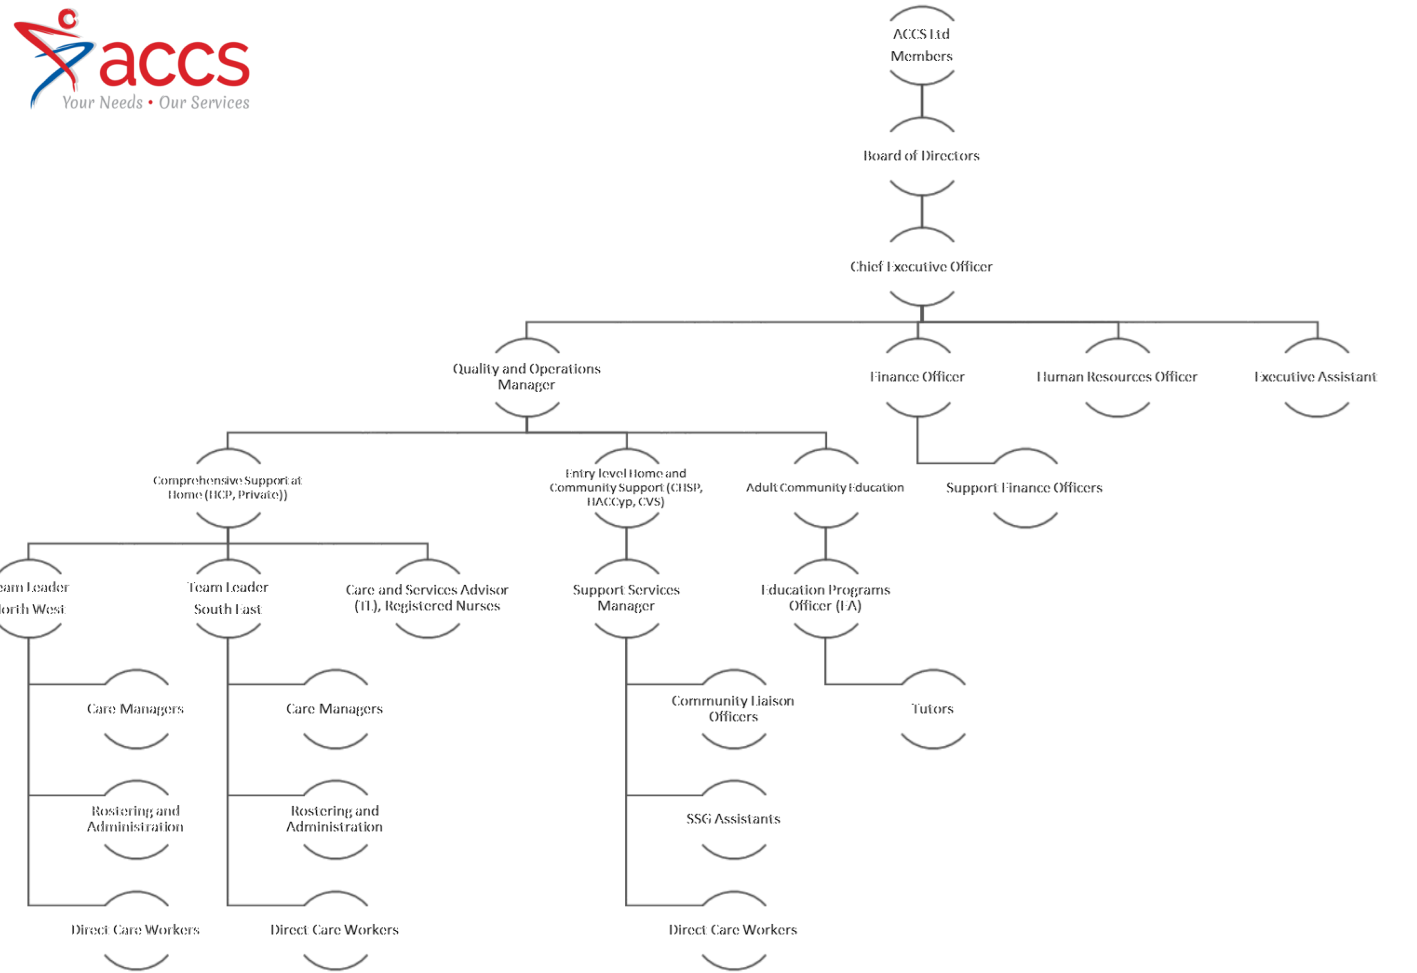 accs
Your Needs • Our Services
ACCS Ltd
Members
Board of Directors
Chief Executive Officer
Quality and Operations
Manager
Finance Officer
Human Resources Officer
Executive Assistant
Comprehensive Support at
Home (HCP, Private))
Entry level Home and
Community Support (CHSP,
HACCyp, CVS)
Adult Community Education
Support Finance Officers
eam Leader
orth West
Team Leader
South East
Care and Services Advisor
(TL), Registered Nurses
Support Services
Manager
Education Programs
Officer (EA)
Care Managers
Care Managers
Community Liaison
Officers
Tutors
Rostering and
Administration
Rostering and
Administration
SSG Assistants
Direct Care Workers
Direct Care Workers
Direct Care Workers